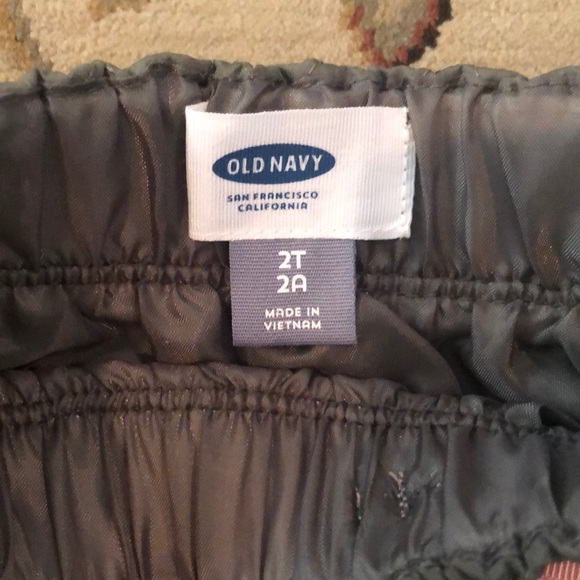 OLD NAVY
SAN FRANCISCO
CALIFORNIA
2T
2A
MADE IN
VIETNAM